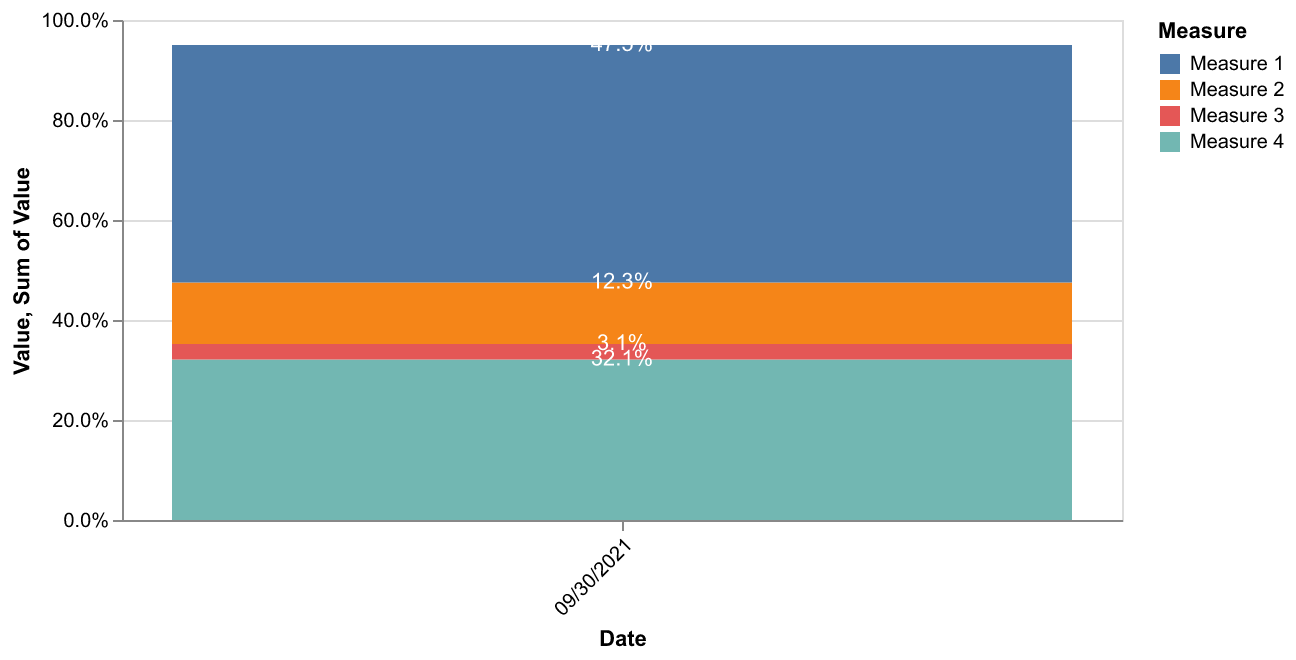 100.0%
80.0%
60.0%
40.0%
20.0%
0.0%
Value, Sum of Value
12.3%
3.1%
32.1%
09/30/2021
Date
Measure
Measure 1
Measure 2
Measure 3
Measure 4